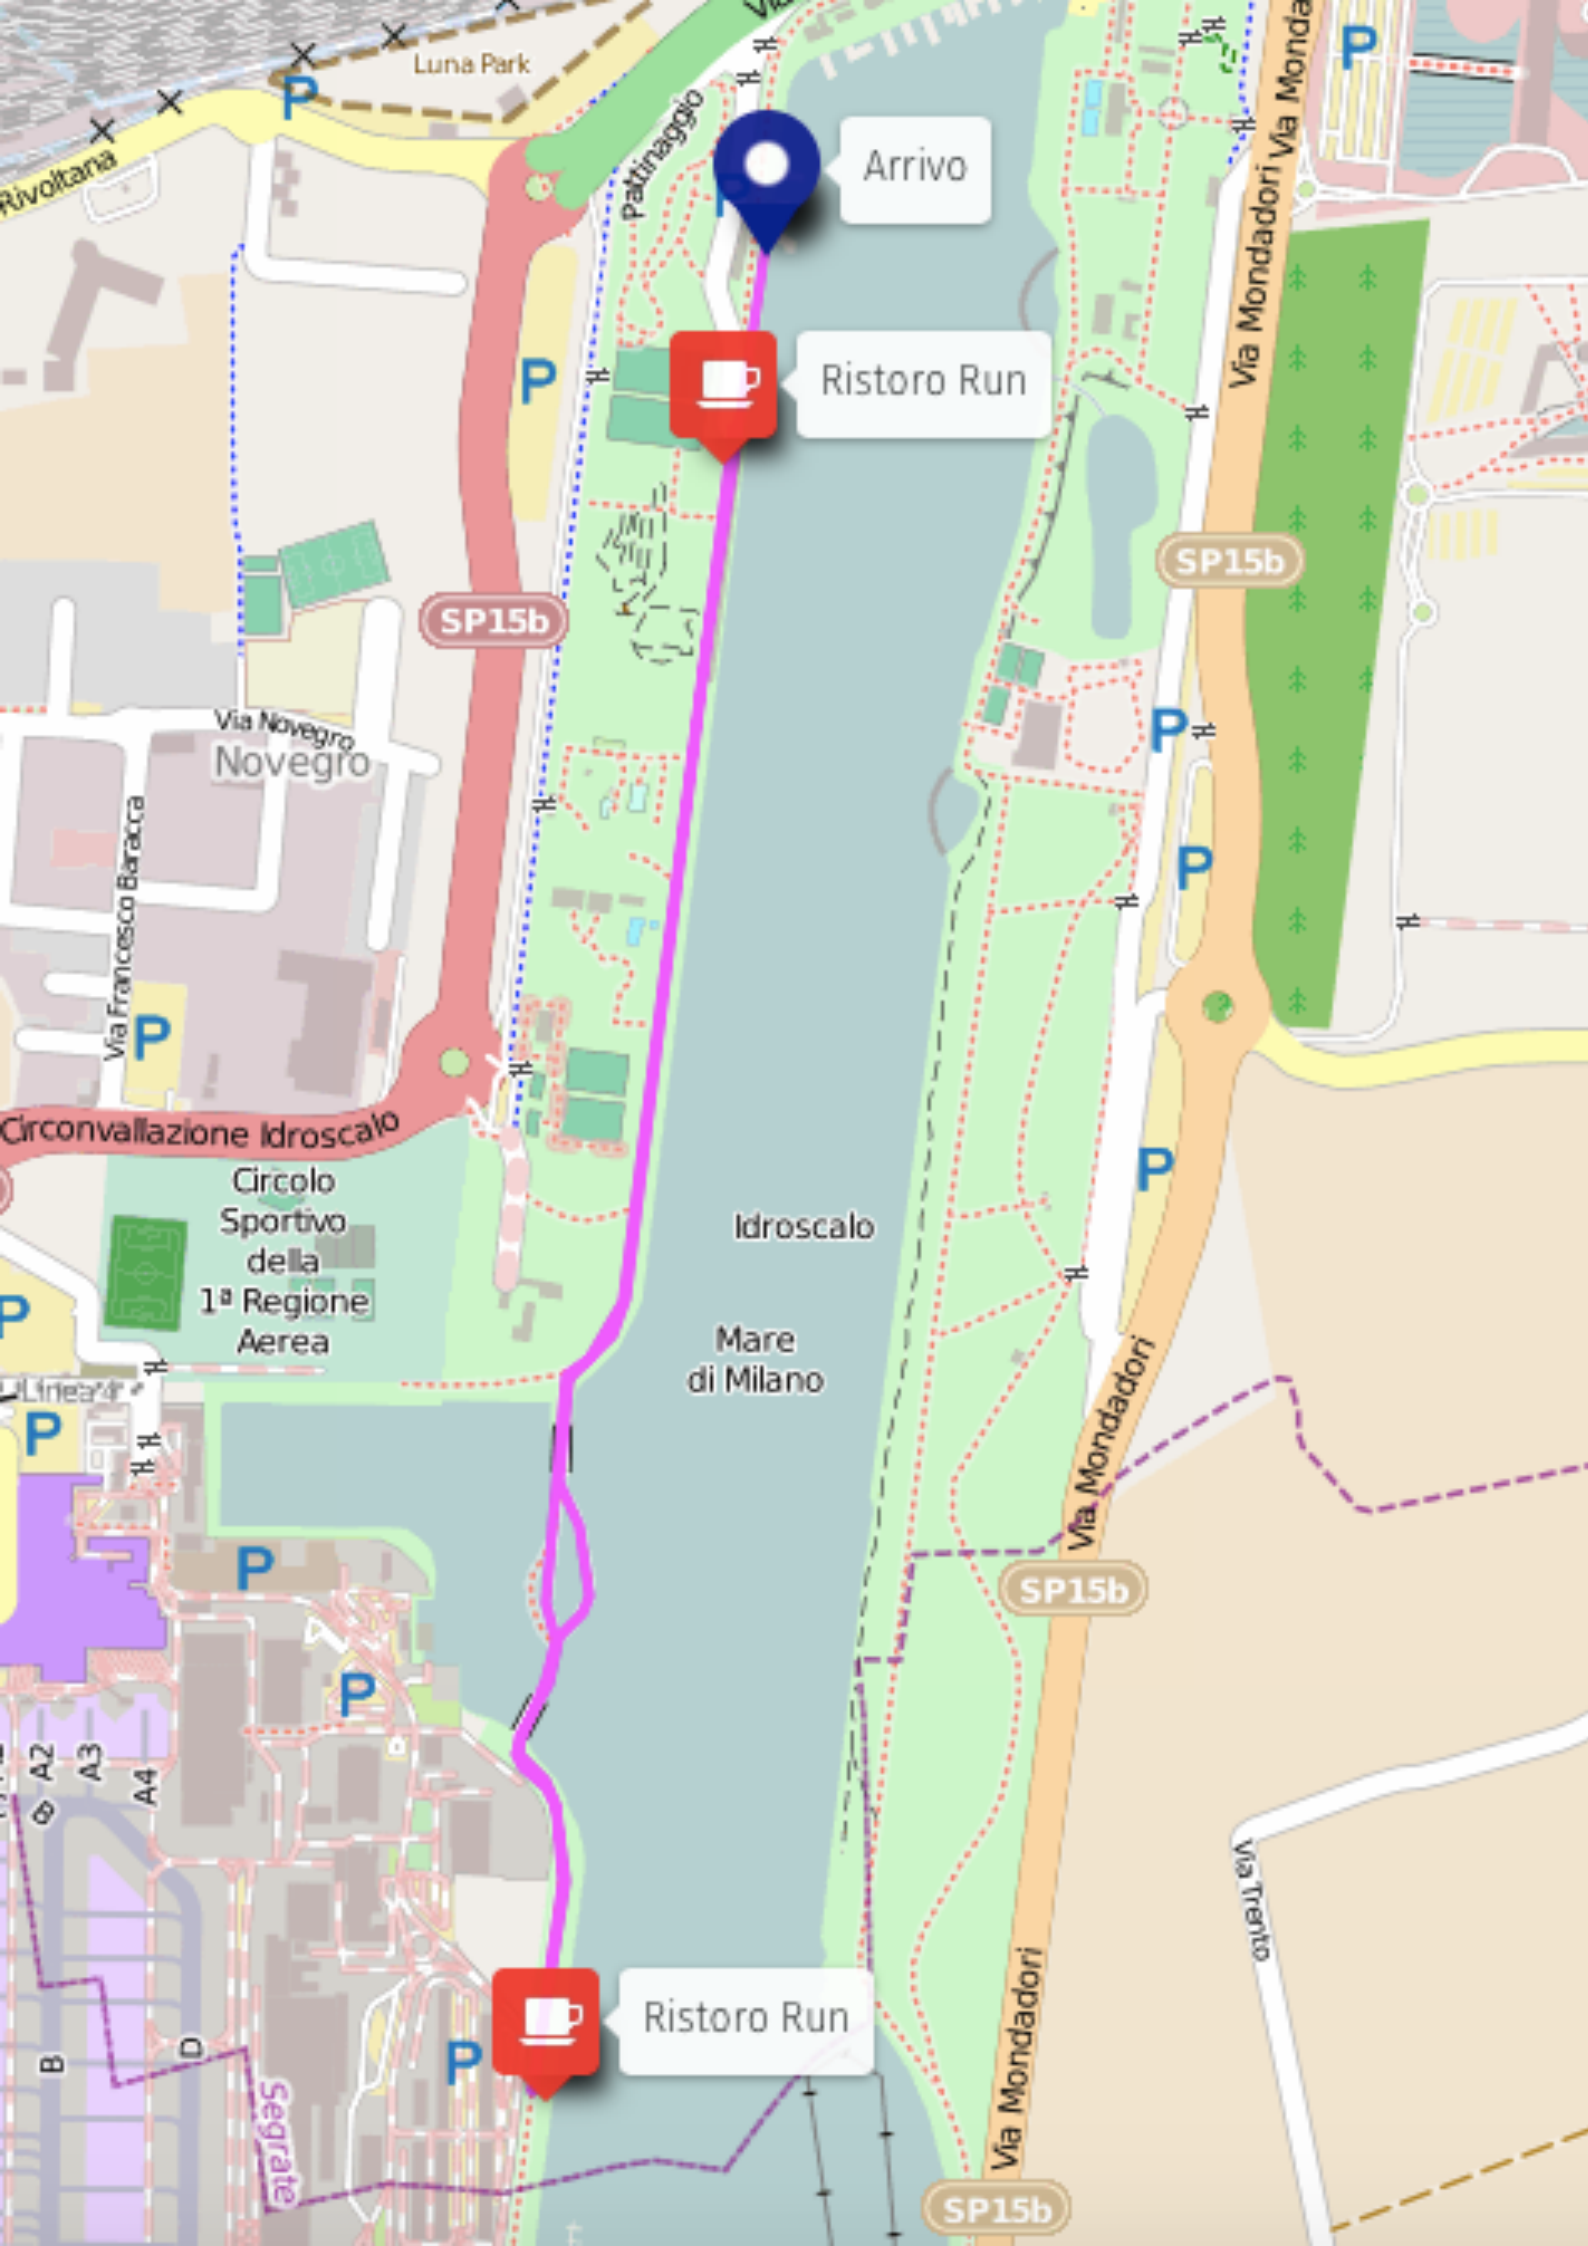 Luna Park
P
P
Rivoltana
Pattinaggio
P
Arrivo
Via Mondadori
Via Monda
P
Ristoro Run
SP15b
SP15b
Via Novegro
Novegro
P
Via Francesco Baracca
P
P
Circonvallazione Idroscalo
P
Circolo
Sportivo
della
1ª Regione
Aerea
Idroscalo
Mare
di Milano
P
P
Via Mondadori
P
SP15b
P
A2
A3
A4
Via Trento
Via Mondadori
Ristoro Run
P
B
D
Segrate
SP15b